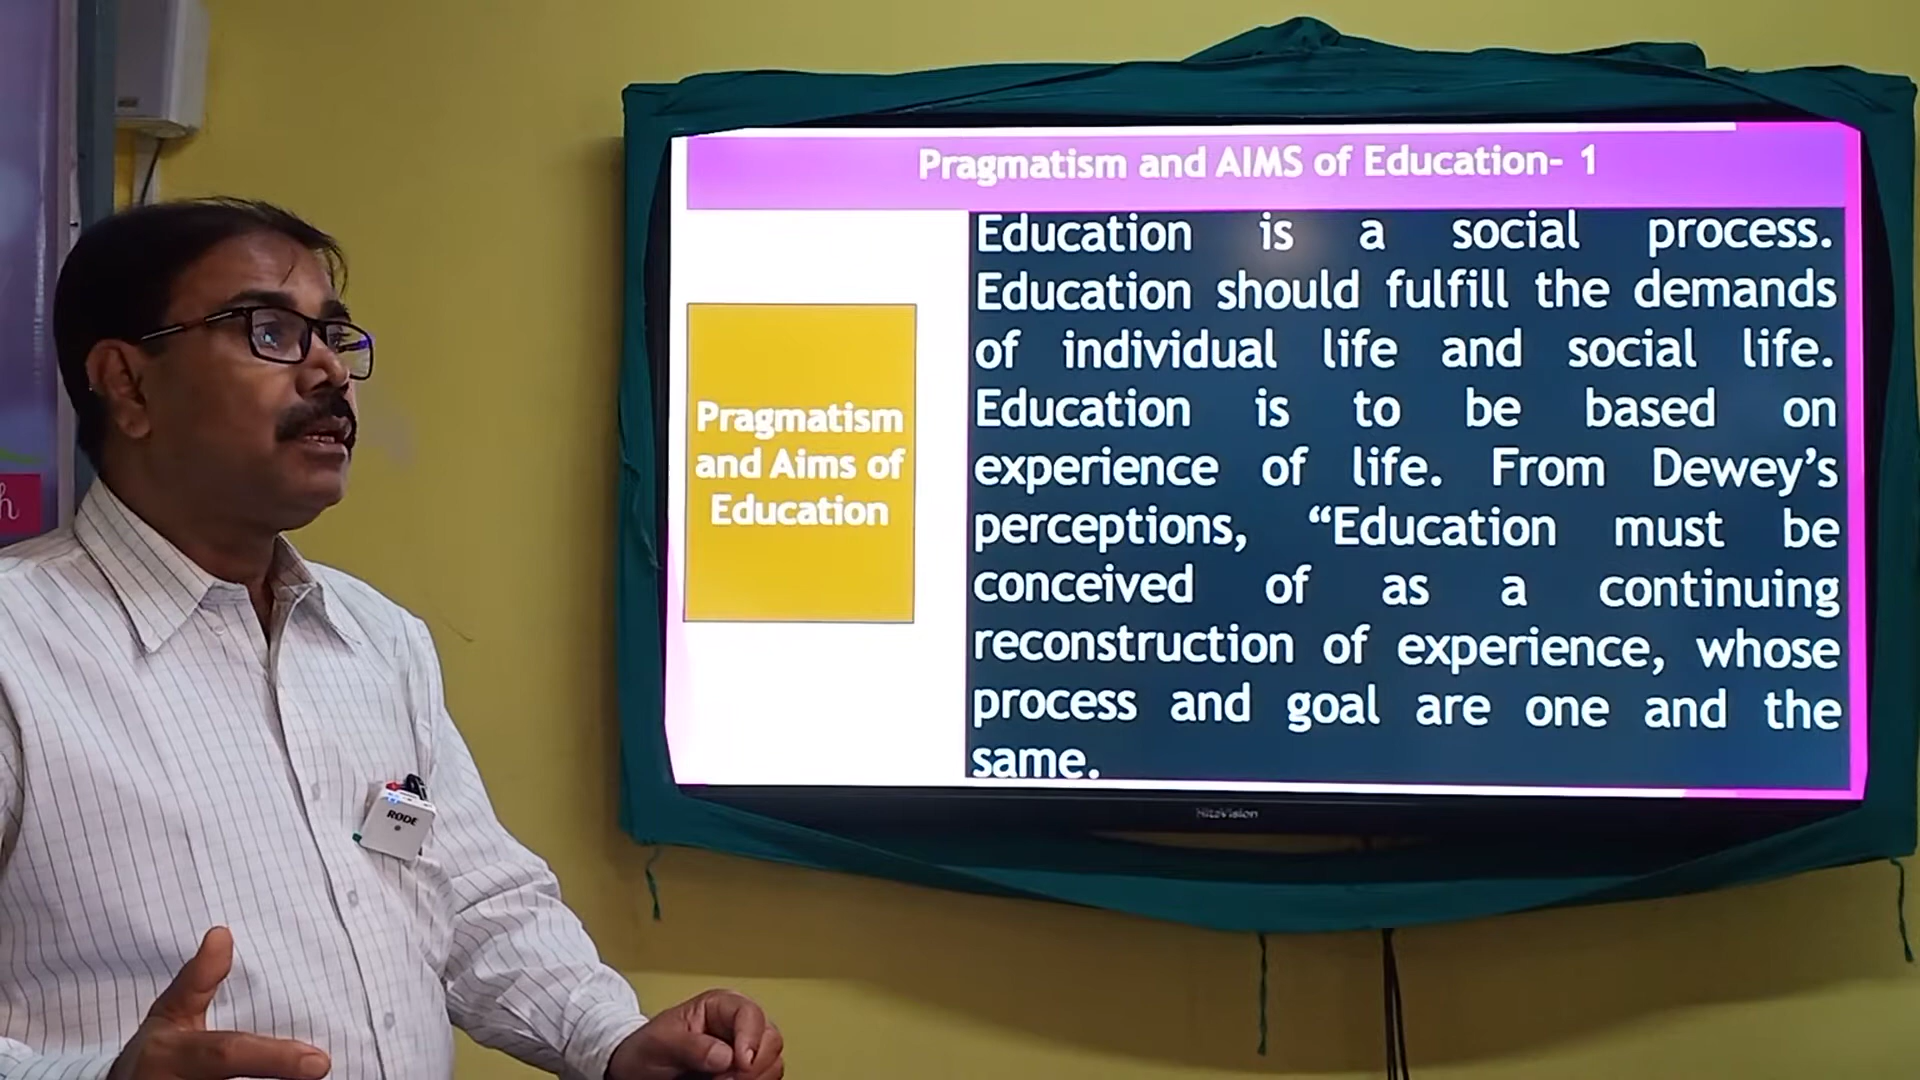 Pragmatism and AIMS of Education- 1
Pragmatism
and Aims of
Education
Education is a social process.
Education should fulfill the demands
of individual life and social life.
Education is to be based on
experience of life. From Dewey’s
perceptions, “Education must be
conceived of as a continuing
reconstruction of experience, whose
process and goal are one and the
same.
RØDE
h